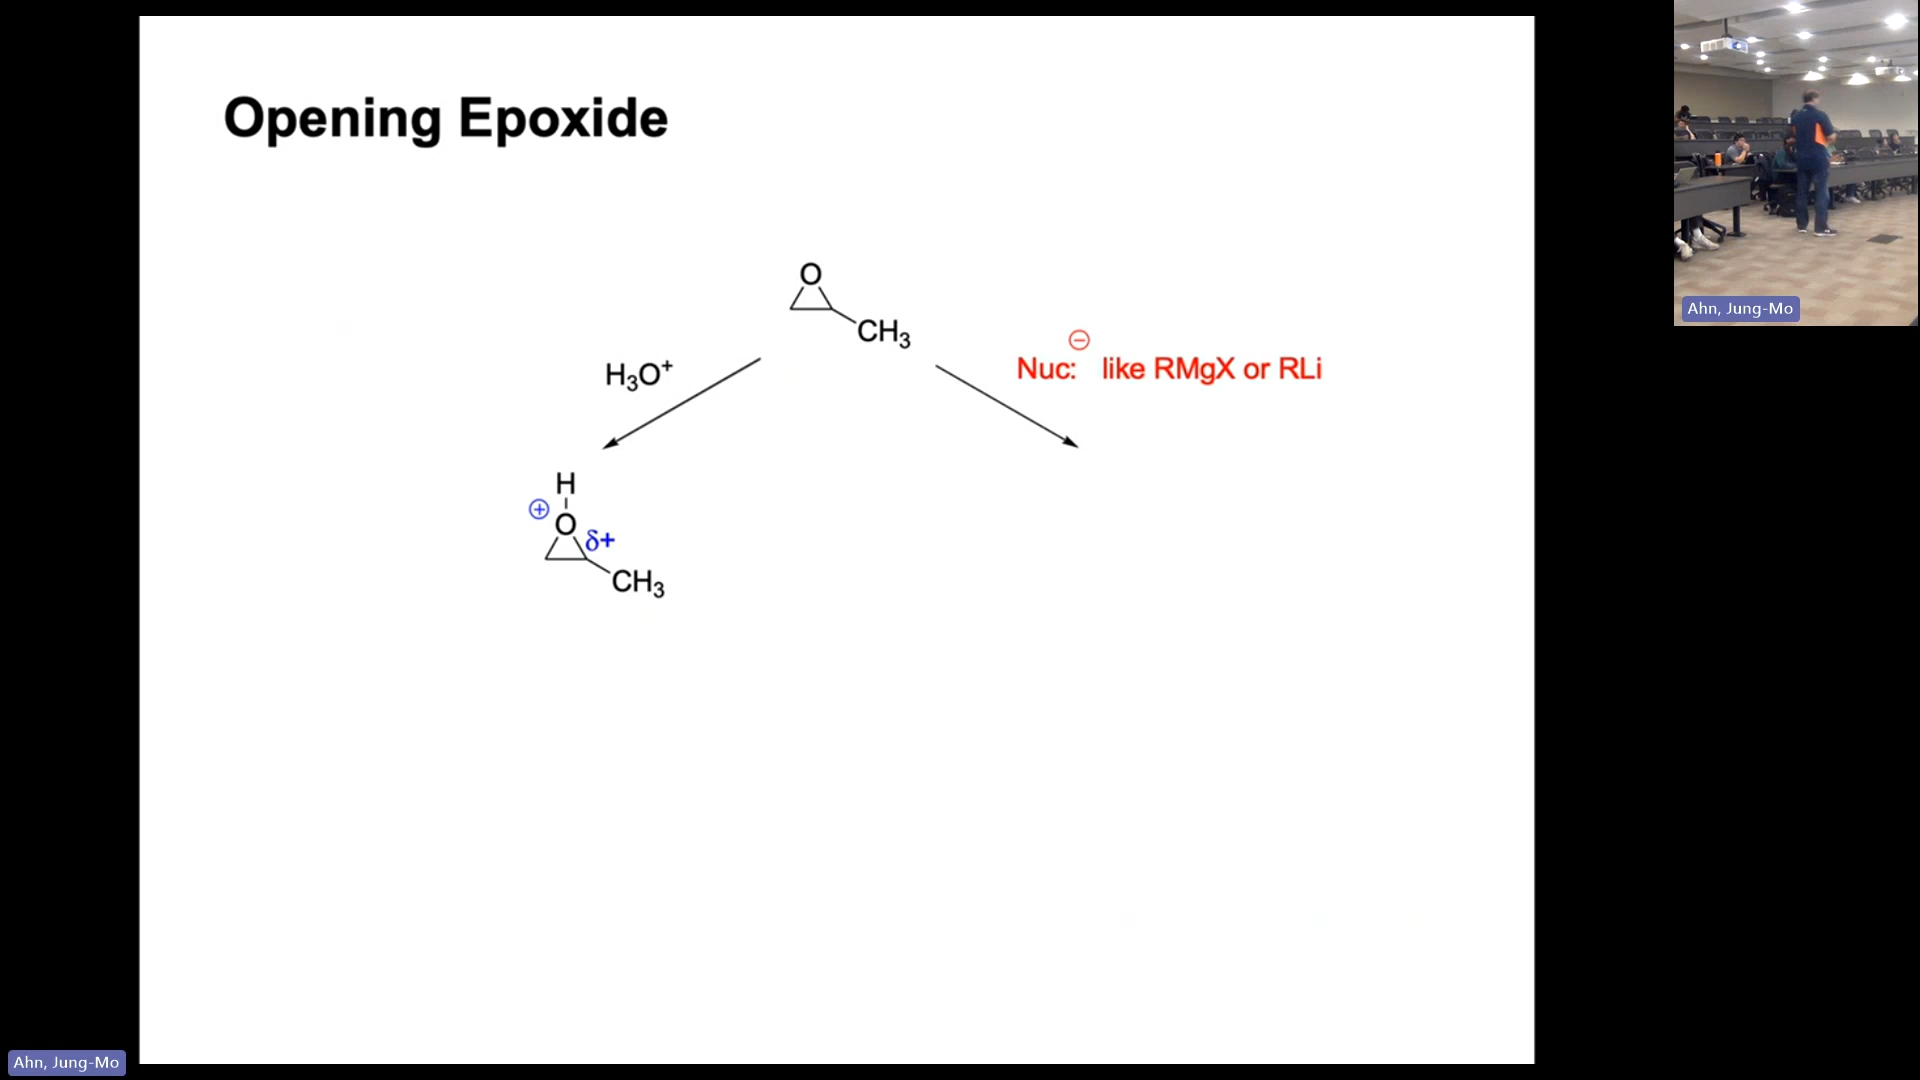 Opening Epoxide
O
CH₃
H₃O⁺
⊖
Nuc: like RMgX or RLi
H
⊕
O
δ+
CH₃
Ahn, Jung-Mo
Ahn, Jung-Mo